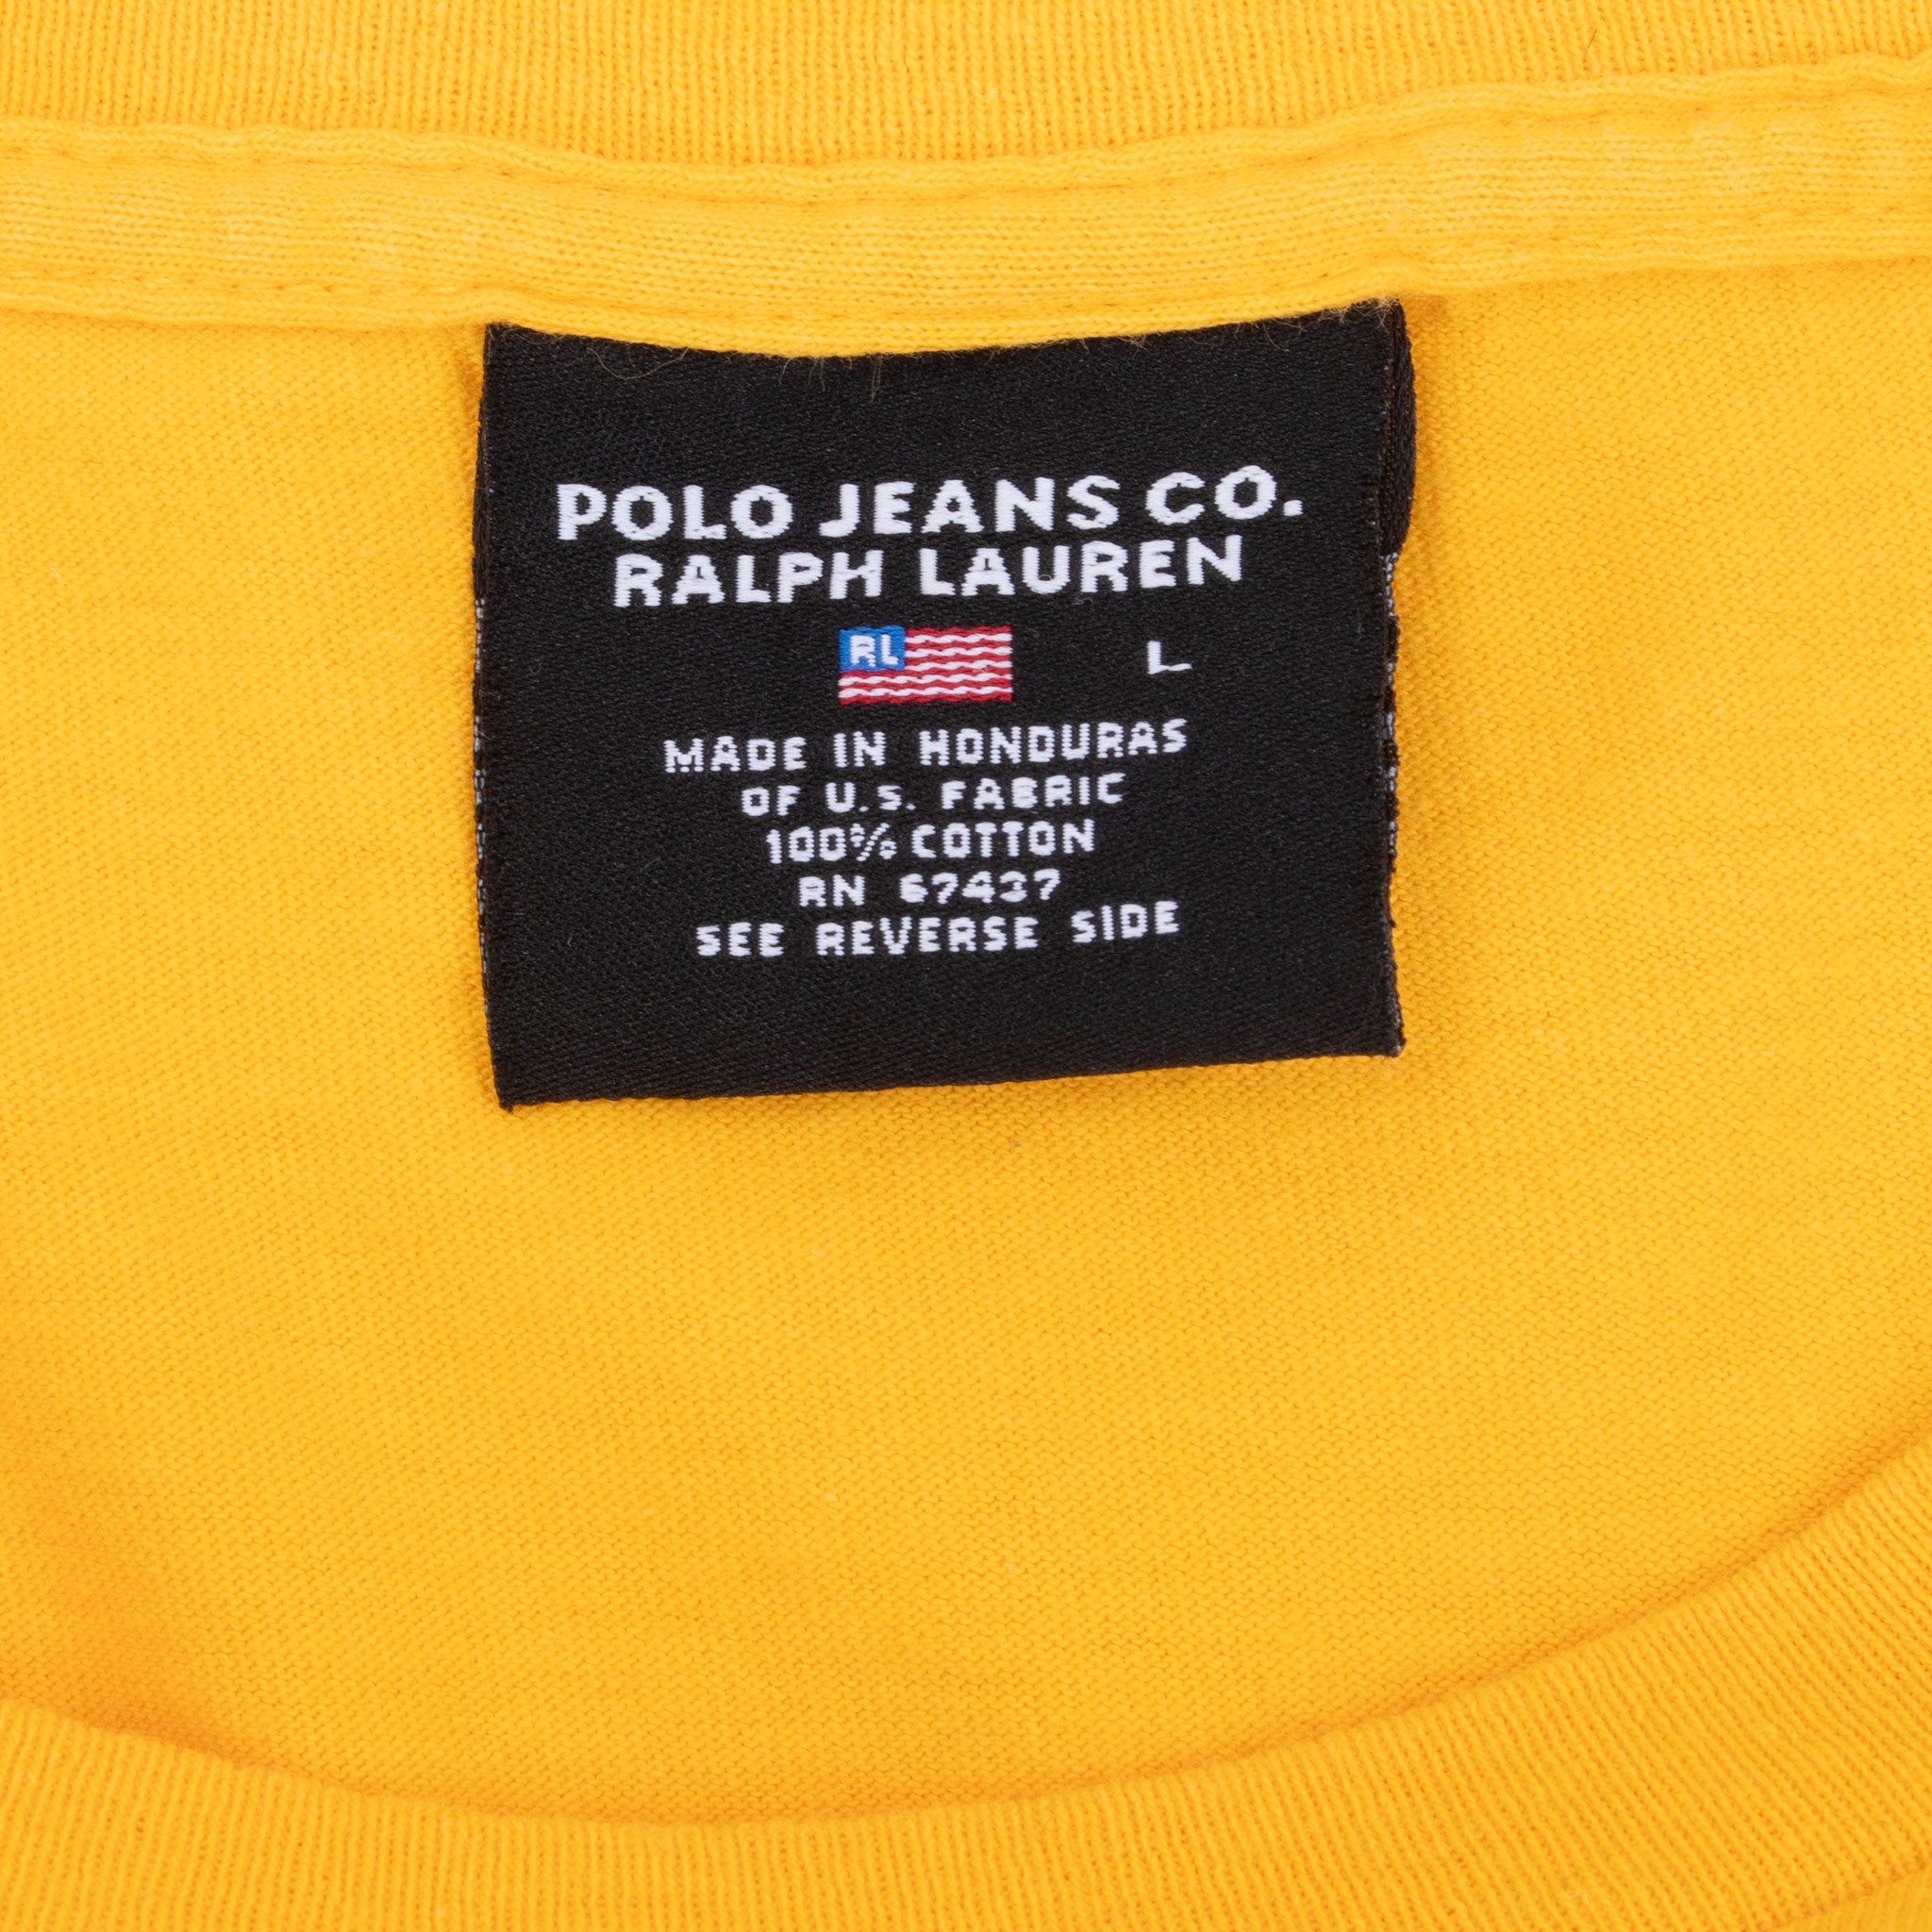 POLO JEANS CO.
RALPH LAUREN
RL
L
MADE IN HONDURAS
OF U.S. FABRIC
100% COTTON
RN 67437
SEE REVERSE SIDE